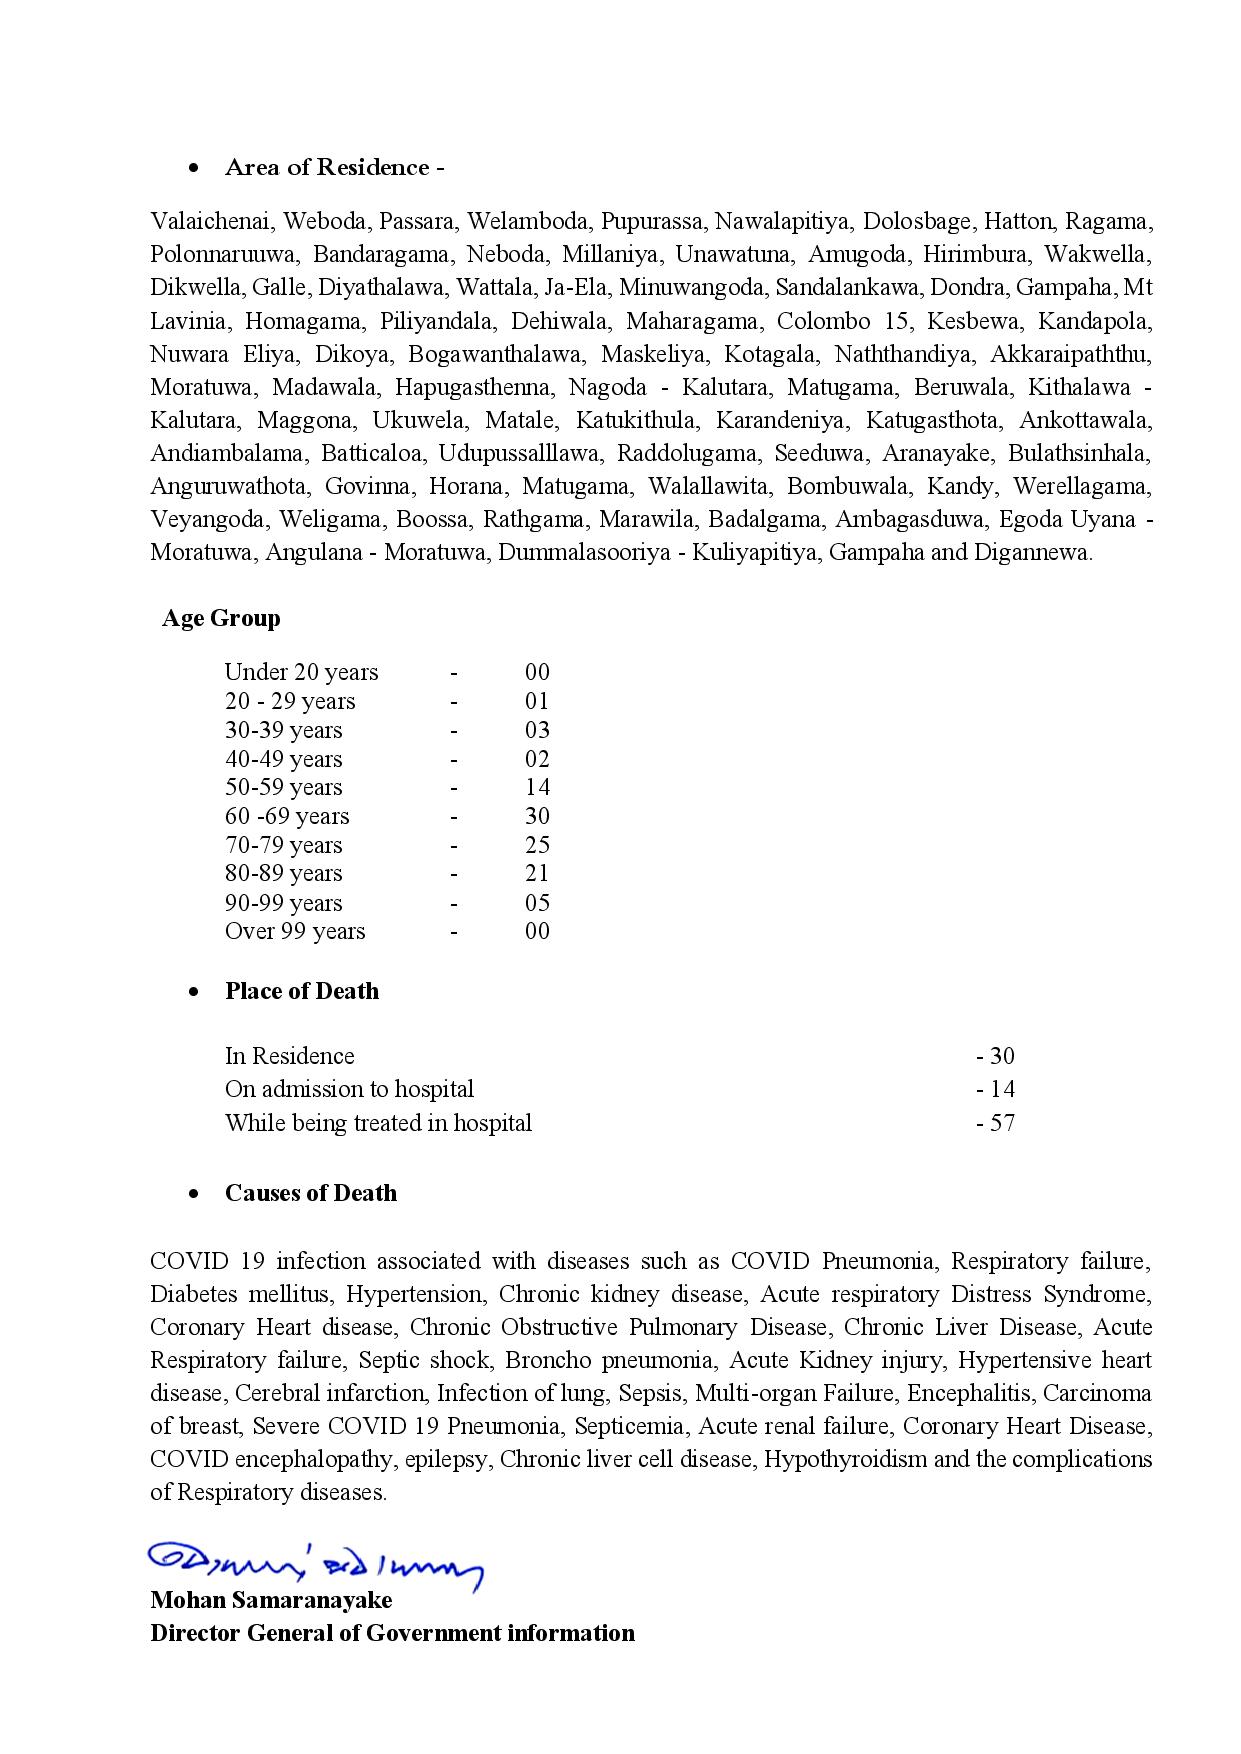 • Area of Residence -
Valaichenai, Weboda, Passara, Welamboda, Pupurassa, Nawalapitiya, Dolosbage, Hatton, Ragama,
Polonnaruuwa, Bandaragama, Neboda, Millaniya, Unawatuna, Amugoda, Hirimbura, Wakwella,
Dikwella, Galle, Diyathalawa, Wattala, Ja-Ela, Minuwangoda, Sandalankawa, Dondra, Gampaha, Mt
Lavinia, Homagama, Piliyandala, Dehiwala, Maharagama, Colombo 15, Kesbewa, Kandapola,
Nuwara Eliya, Dikoya, Bogawanthalawa, Maskeliya, Kotagala, Naththandiya, Akkaraipaththu,
Moratuwa, Madawala, Hapugasthenna, Nagoda - Kalutara, Matugama, Beruwala, Kithalawa -
Kalutara, Maggona, Ukuwela, Matale, Katukithula, Karandeniya, Katugasthota, Ankottawala,
Andiambalama, Batticaloa, Udupussalllawa, Raddolugama, Seeduwa, Aranayake, Bulathsinhala,
Anguruwathota, Govinna, Horana, Matugama, Walallawita, Bombuwala, Kandy, Werellagama,
Veyangoda, Weligama, Boossa, Rathgama, Marawila, Badalgama, Ambagasduwa, Egoda Uyana -
Moratuwa, Angulana - Moratuwa, Dummalasooriya - Kuliyapitiya, Gampaha and Digannewa.
Age Group
Under 20 years - 00
20 - 29 years - 01
30-39 years - 03
40-49 years - 02
50-59 years - 14
60 -69 years - 30
70-79 years - 25
80-89 years - 21
90-99 years - 05
Over 99 years - 00
• Place of Death
In Residence - 30
On admission to hospital - 14
While being treated in hospital - 57
• Causes of Death
COVID 19 infection associated with diseases such as COVID Pneumonia, Respiratory failure,
Diabetes mellitus, Hypertension, Chronic kidney disease, Acute respiratory Distress Syndrome,
Coronary Heart disease, Chronic Obstructive Pulmonary Disease, Chronic Liver Disease, Acute
Respiratory failure, Septic shock, Broncho pneumonia, Acute Kidney injury, Hypertensive heart
disease, Cerebral infarction, Infection of lung, Sepsis, Multi-organ Failure, Encephalitis, Carcinoma
of breast, Severe COVID 19 Pneumonia, Septicemia, Acute renal failure, Coronary Heart Disease,
COVID encephalopathy, epilepsy, Chronic liver cell disease, Hypothyroidism and the complications
of Respiratory diseases.
Mohan Samaranayake
Director General of Government information